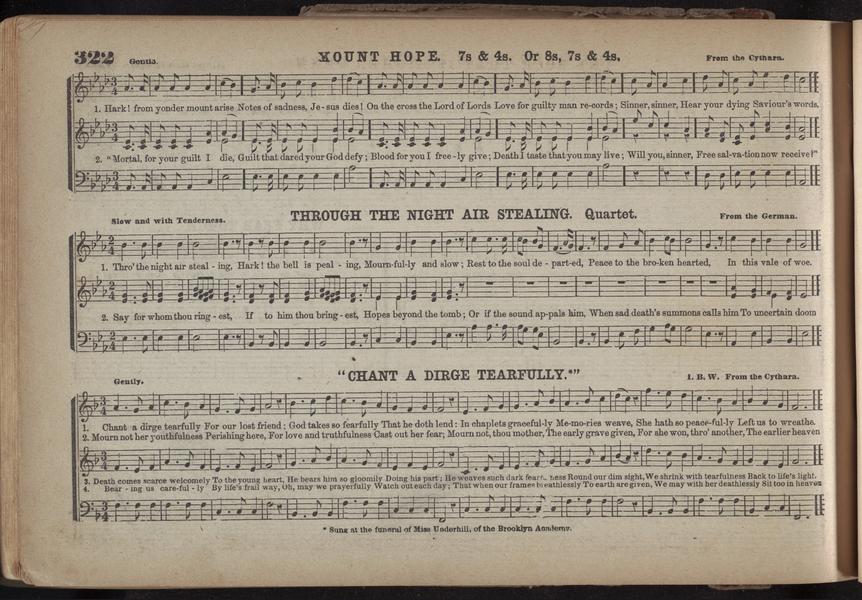 322 Gentle. MOUNT HOPE. 7s & 4s. Or 8s, 7s & 4s. From the Cythara.
1. Hark! from yonder mount arise Notes of sadness, Je-sus dies! On the cross the Lord of Lords Love for guilty man re-cords; Sinner, sinner, Hear your dying Saviour's words.
2. "Mortal, for your guilt I die, Guilt that dared your God defy; Blood for you I free-ly give; Death I taste that you may live; Will you, sinner, Free sal-va-tion now receive?"
Slow and with Tenderness. THROUGH THE NIGHT AIR STEALING. Quartet. From the German.
1. Thro' the night air steal - ing, Hark! the bell is peal - ing, Mourn-ful-ly and slow; Rest to the soul de - part-ed, Peace to the bro-ken hearted, In this vale of woe.
2. Say for whom thou ring - est, If to him thou bring - est, Hopes beyond the tomb; Or if the sound ap-pals him, When sad death's summons calls him To uncertain doom
Gently. "CHANT A DIRGE TEARFULLY.*" I. B. W. From the Cythara.
1. Chant a dirge tearfully For our lost friend; God takes so fearfully That he doth lend: In chaplets graceful-ly Me-mo-ries weave, She hath so peace-ful-ly Left us to wreathe.
2. Mourn not her youthfulness Perishing here, For love and truthfulness Cast out her fear; Mourn not, thou mother, The early grave given, For she won, thro' another, The earlier heaven
3. Death comes scarce welcomely To the young heart, He bears him so gloomily Doing his part; He weaves such dark Round our dim sight, We shrink with tearfulness Back to life's light.
4. Bear - ing us care-ful - ly By life's frail way, Oh, may we prayerfully Watch out each day; That when our frames breathlessly To earth are given, We may with her deathlessly Sit too in heaven
* Sung at the funeral of Miss Underhill, of the Brooklyn Academy.